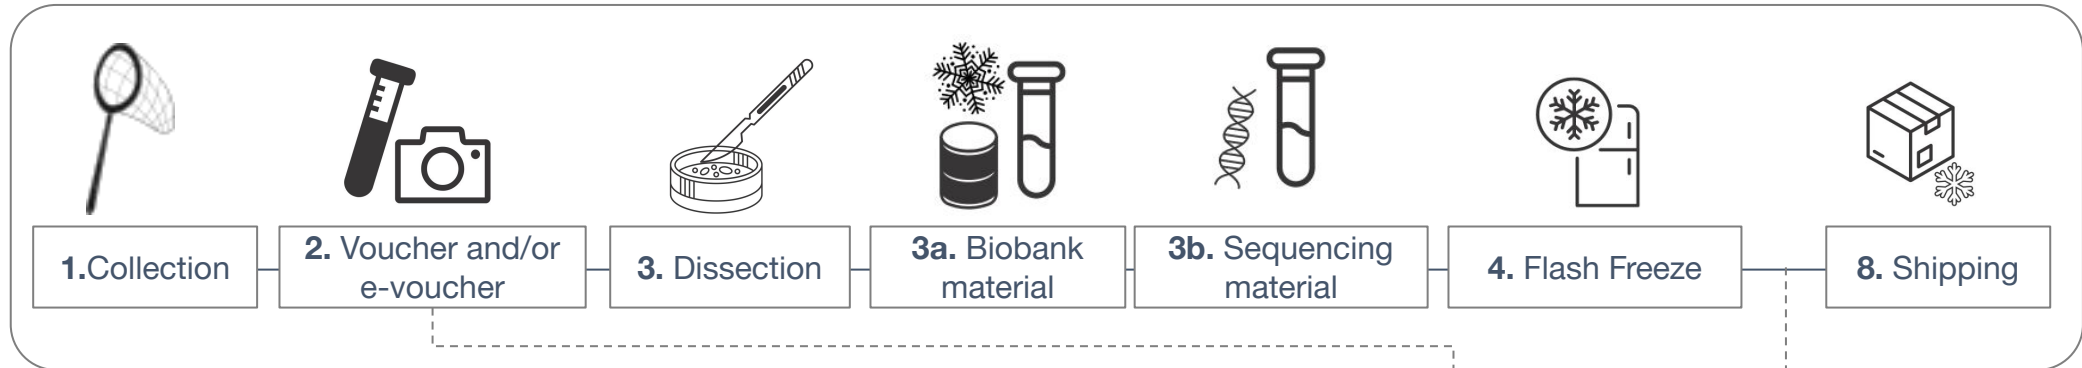 1.Collection
2. Voucher and/or
e-voucher
3. Dissection
3a. Biobank
material
3b. Sequencing
material
4. Flash Freeze
8. Shipping